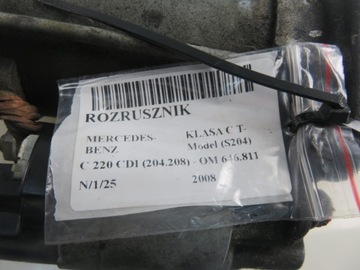 ROZRUSZNIK
MERCEDES- KLASA C T-
BENZ Model (S204)
C 220 CDI (204.208) - OM 646.811
N/1/25 2008